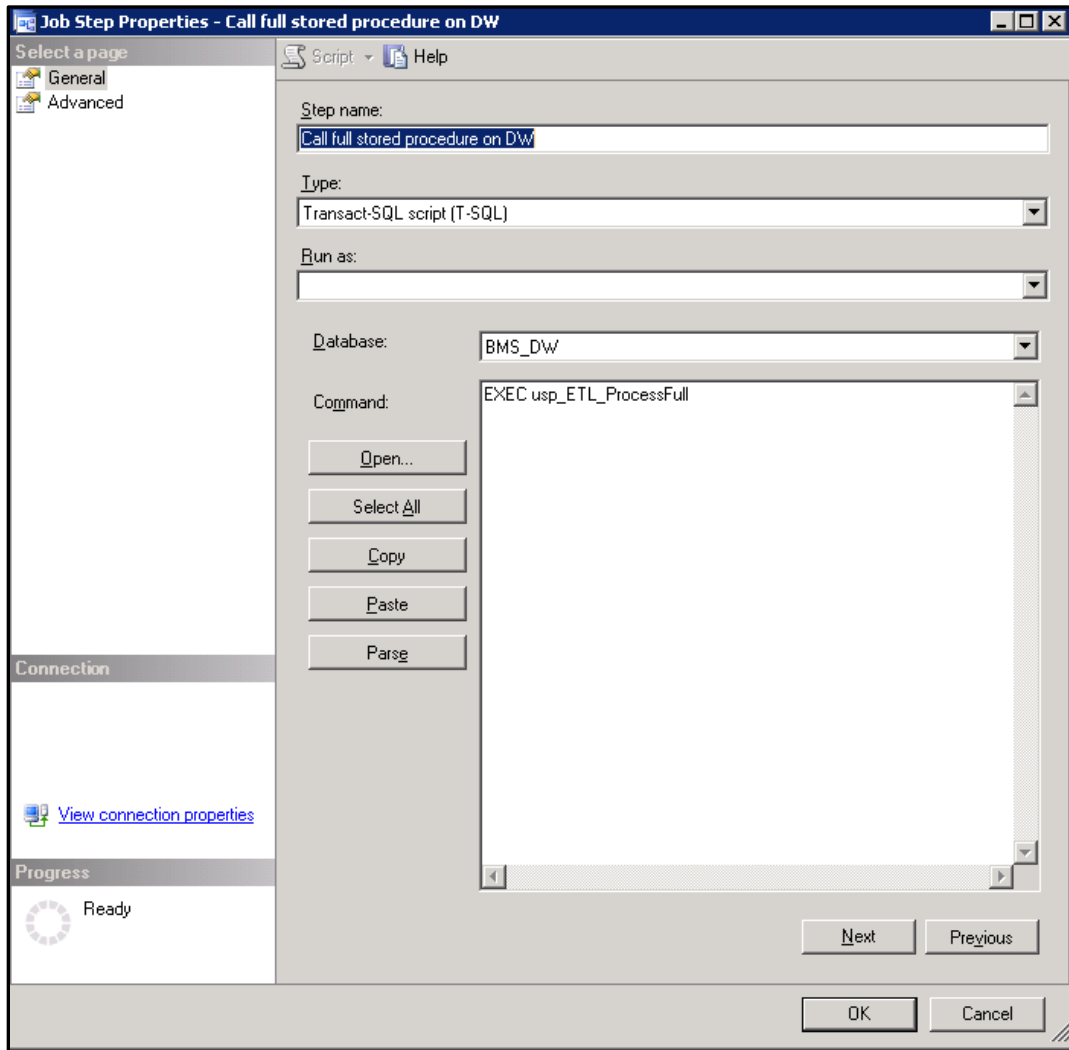 Job Step Properties - Call full stored procedure on DW
Select a page
General
Advanced
Script
Help
Step name:
Call full stored procedure on DW
Type:
Transact-SQL script (T-SQL)
Run as:
Database:
BMS_DW
Command:
EXEC usp_ETL_ProcessFull
Open...
Select All
Copy
Paste
Parse
Connection
View connection properties
Progress
Ready
Next
Previous
OK
Cancel